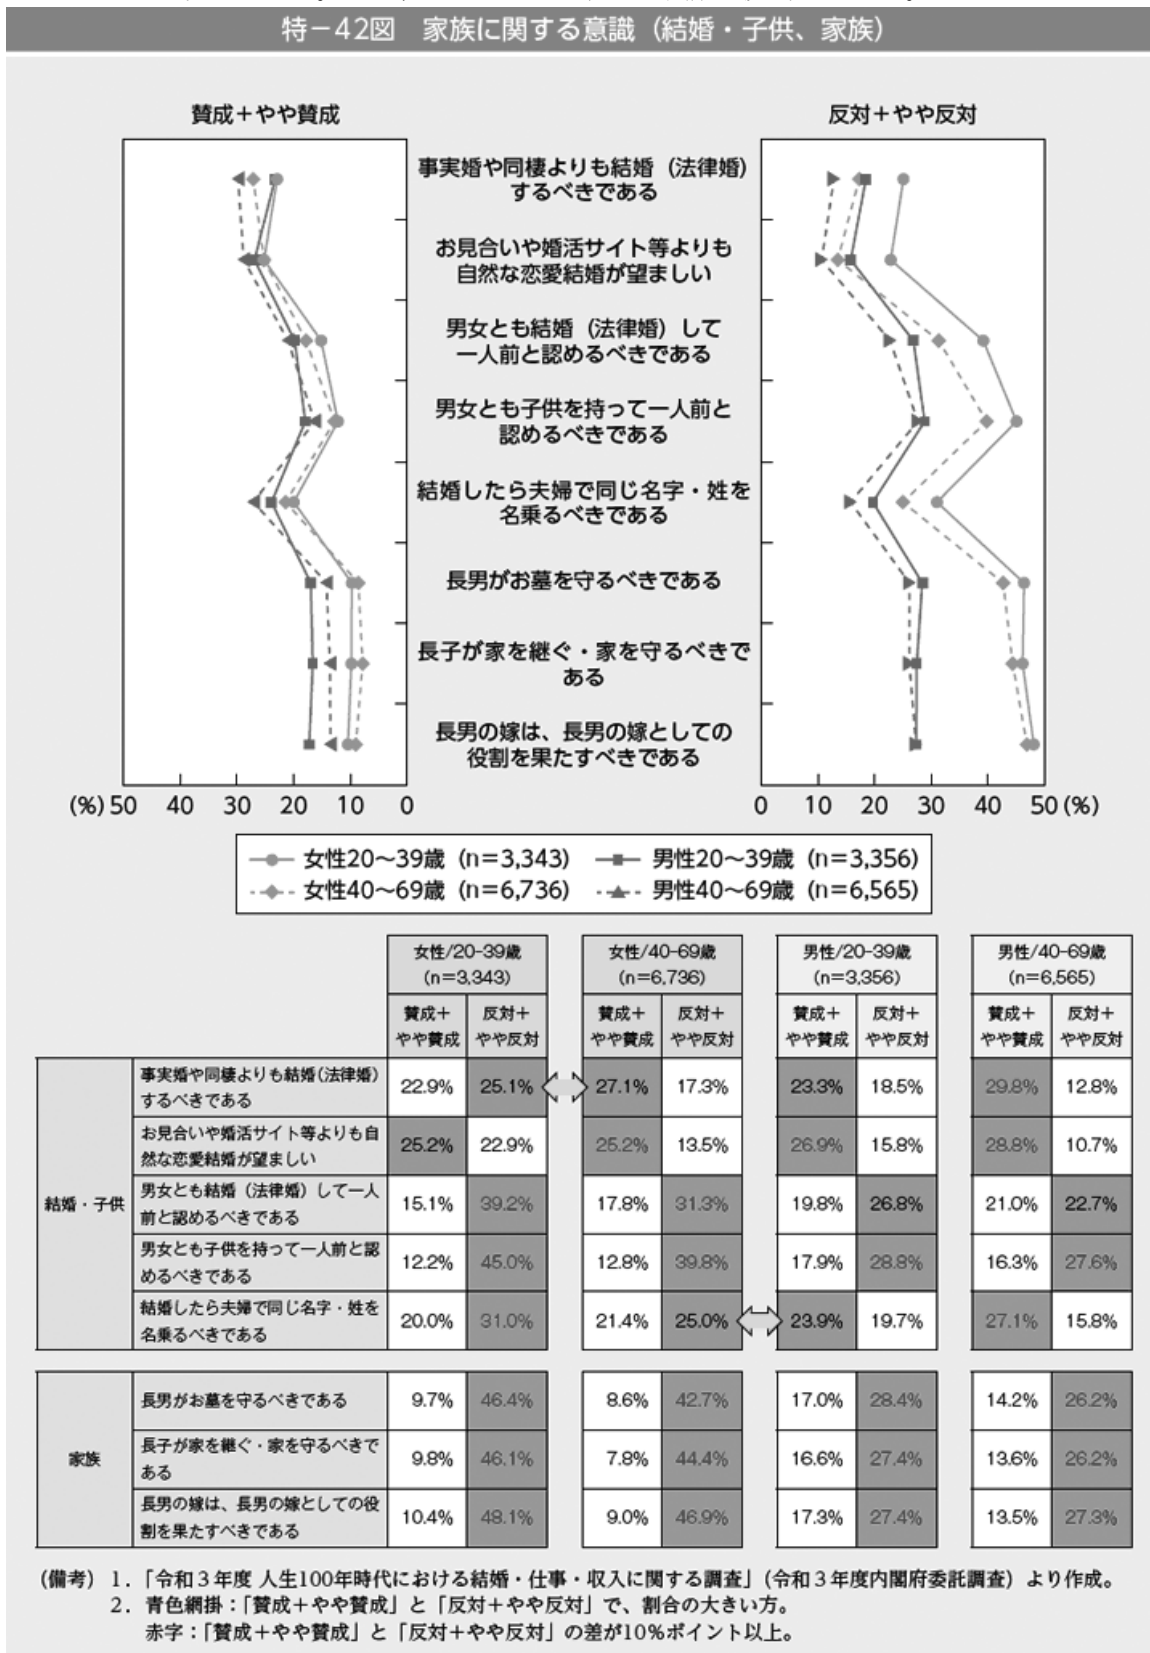 特－42図　家族に関する意識（結婚・子供、家族）
賛成＋やや賛成
反対＋やや反対
事実婚や同棲よりも結婚（法律婚）
するべきである
お見合いや婚活サイト等よりも
自然な恋愛結婚が望ましい
男女とも結婚（法律婚）して
一人前と認めるべきである
男女とも子供を持って一人前と
認めるべきである
結婚したら夫婦で同じ名字・姓を
名乗るべきである
長男がお墓を守るべきである
長子が家を継ぐ・家を守るべきで
ある
長男の嫁は、長男の嫁としての
役割を果たすべきである
(%) 50 40 30 20 10 0
0 10 20 30 40 50 (%)
女性20～39歳（n＝3,343） 男性20～39歳（n＝3,356）
女性40～69歳（n＝6,736） 男性40～69歳（n＝6,565）
女性/20-39歳 女性/40-69歳 男性/20-39歳 男性/40-69歳
（n＝3,343） （n＝6,736） （n＝3,356） （n＝6,565）
賛成＋ 反対＋ 賛成＋ 反対＋ 賛成＋ 反対＋ 賛成＋ 反対＋
やや賛成 やや反対 やや賛成 やや反対 やや賛成 やや反対 やや賛成 やや反対
結婚・子供
事実婚や同棲よりも結婚（法律婚）
するべきである
22.9% 25.1% 27.1% 17.3% 23.3% 18.5% 29.8% 12.8%
お見合いや婚活サイト等よりも自
然な恋愛結婚が望ましい
25.2% 22.9% 25.2% 13.5% 26.9% 15.8% 28.8% 10.7%
男女とも結婚（法律婚）して一人
前と認めるべきである
15.1% 39.2% 17.8% 31.3% 19.8% 26.8% 21.0% 22.7%
男女とも子供を持って一人前と認
めるべきである
12.2% 45.0% 12.8% 39.8% 17.9% 28.8% 16.3% 27.6%
結婚したら夫婦で同じ名字・姓を
名乗るべきである
20.0% 31.0% 21.4% 25.0% 23.9% 19.7% 27.1% 15.8%
家族
長男がお墓を守るべきである
9.7% 46.4% 8.6% 42.7% 17.0% 28.4% 14.2% 26.2%
長子が家を継ぐ・家を守るべきで
ある
9.8% 46.1% 7.8% 44.4% 16.6% 27.4% 13.6% 26.2%
長男の嫁は、長男の嫁としての役
割を果たすべきである
10.4% 48.1% 9.0% 46.9% 17.3% 27.4% 13.5% 27.3%
（備考）1．「令和３年度 人生100年時代における結婚・仕事・収入に関する調査」（令和３年度内閣府委託調査）より作成。
2．青色網掛：「賛成＋やや賛成」と「反対＋やや反対」で、割合の大きい方。
赤字：「賛成＋やや賛成」と「反対＋やや反対」の差が10％ポイント以上。